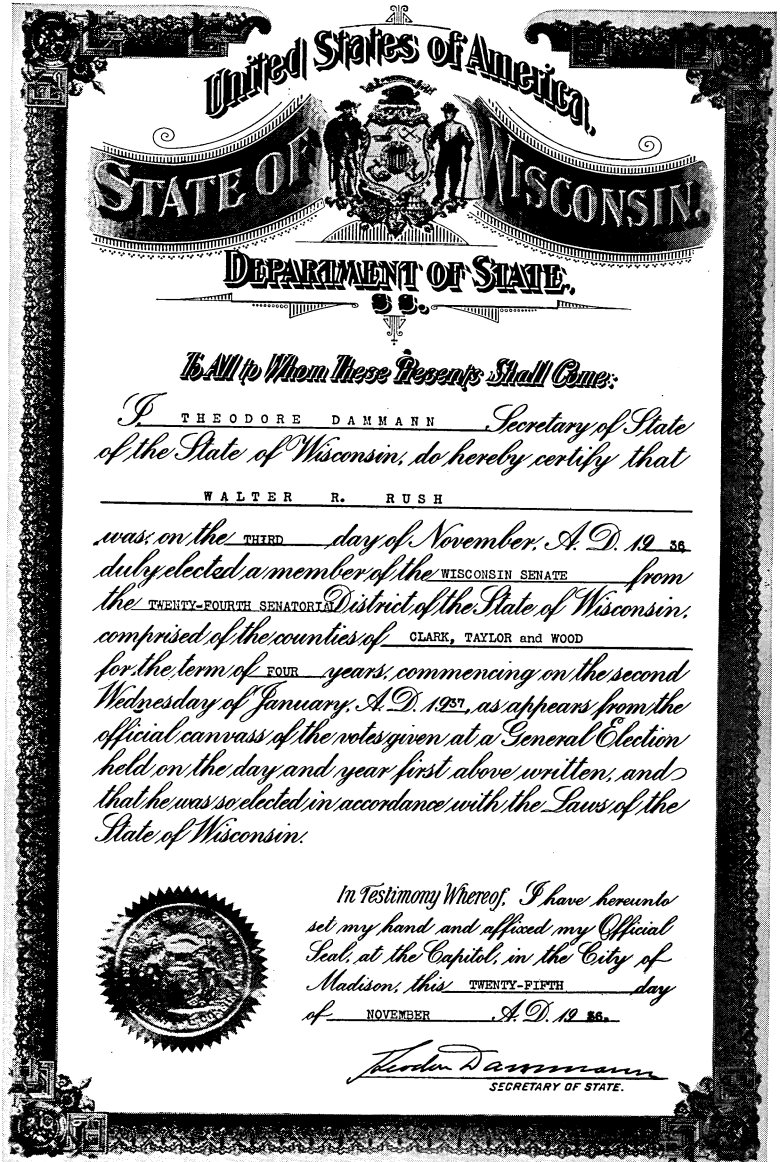 United States of America,
STATE OF WISCONSIN.
DEPARTMENT OF STATE.
SS.
To All to Whom These Presents Shall Come:
I, THEODORE DAMMANN Secretary of State
of the State of Wisconsin, do hereby certify that
WALTER R. RUSH
was, on the THIRD day of November, A. D. 19 36
duly elected a member of the WISCONSIN SENATE from
the TWENTY-FOURTH SENATORIAL District of the State of Wisconsin,
comprised of the counties of CLARK, TAYLOR and WOOD
for the term of FOUR years, commencing on the second
Wednesday of January, A. D. 1937, as appears from the
official canvass of the votes given at a General Election
held on the day and year first above written, and
that he was so elected in accordance with the Laws of the
State of Wisconsin.
In Testimony Whereof, I have hereunto
set my hand and affixed my Official
Seal, at the Capitol, in the City of
Madison, this TWENTY-FIFTH day
of NOVEMBER A. D. 19 36.
Theodore Dammann
SECRETARY OF STATE.